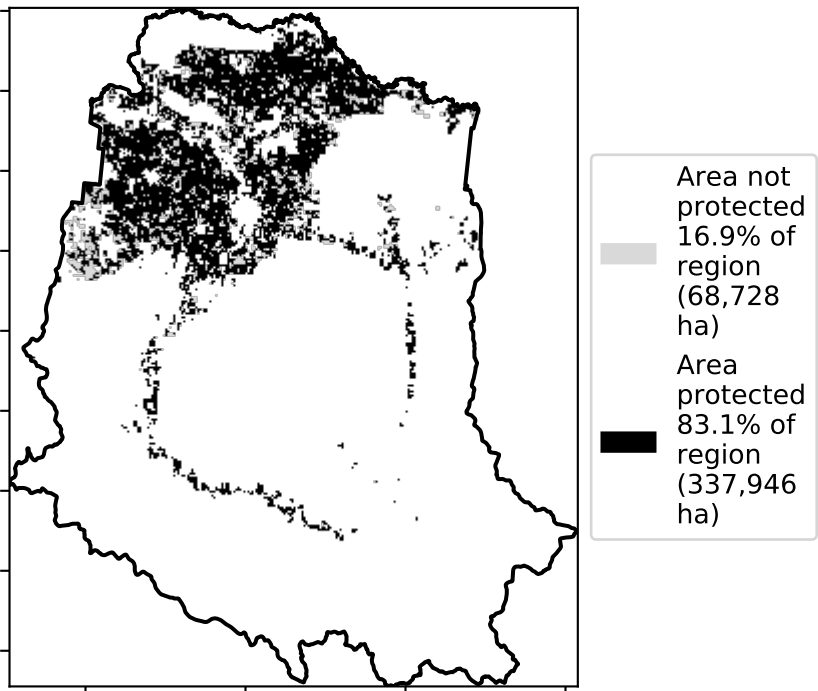 Area not
protected
16.9% of
region
(68,728
ha)
Area
protected
83.1% of
region
(337,946
ha)